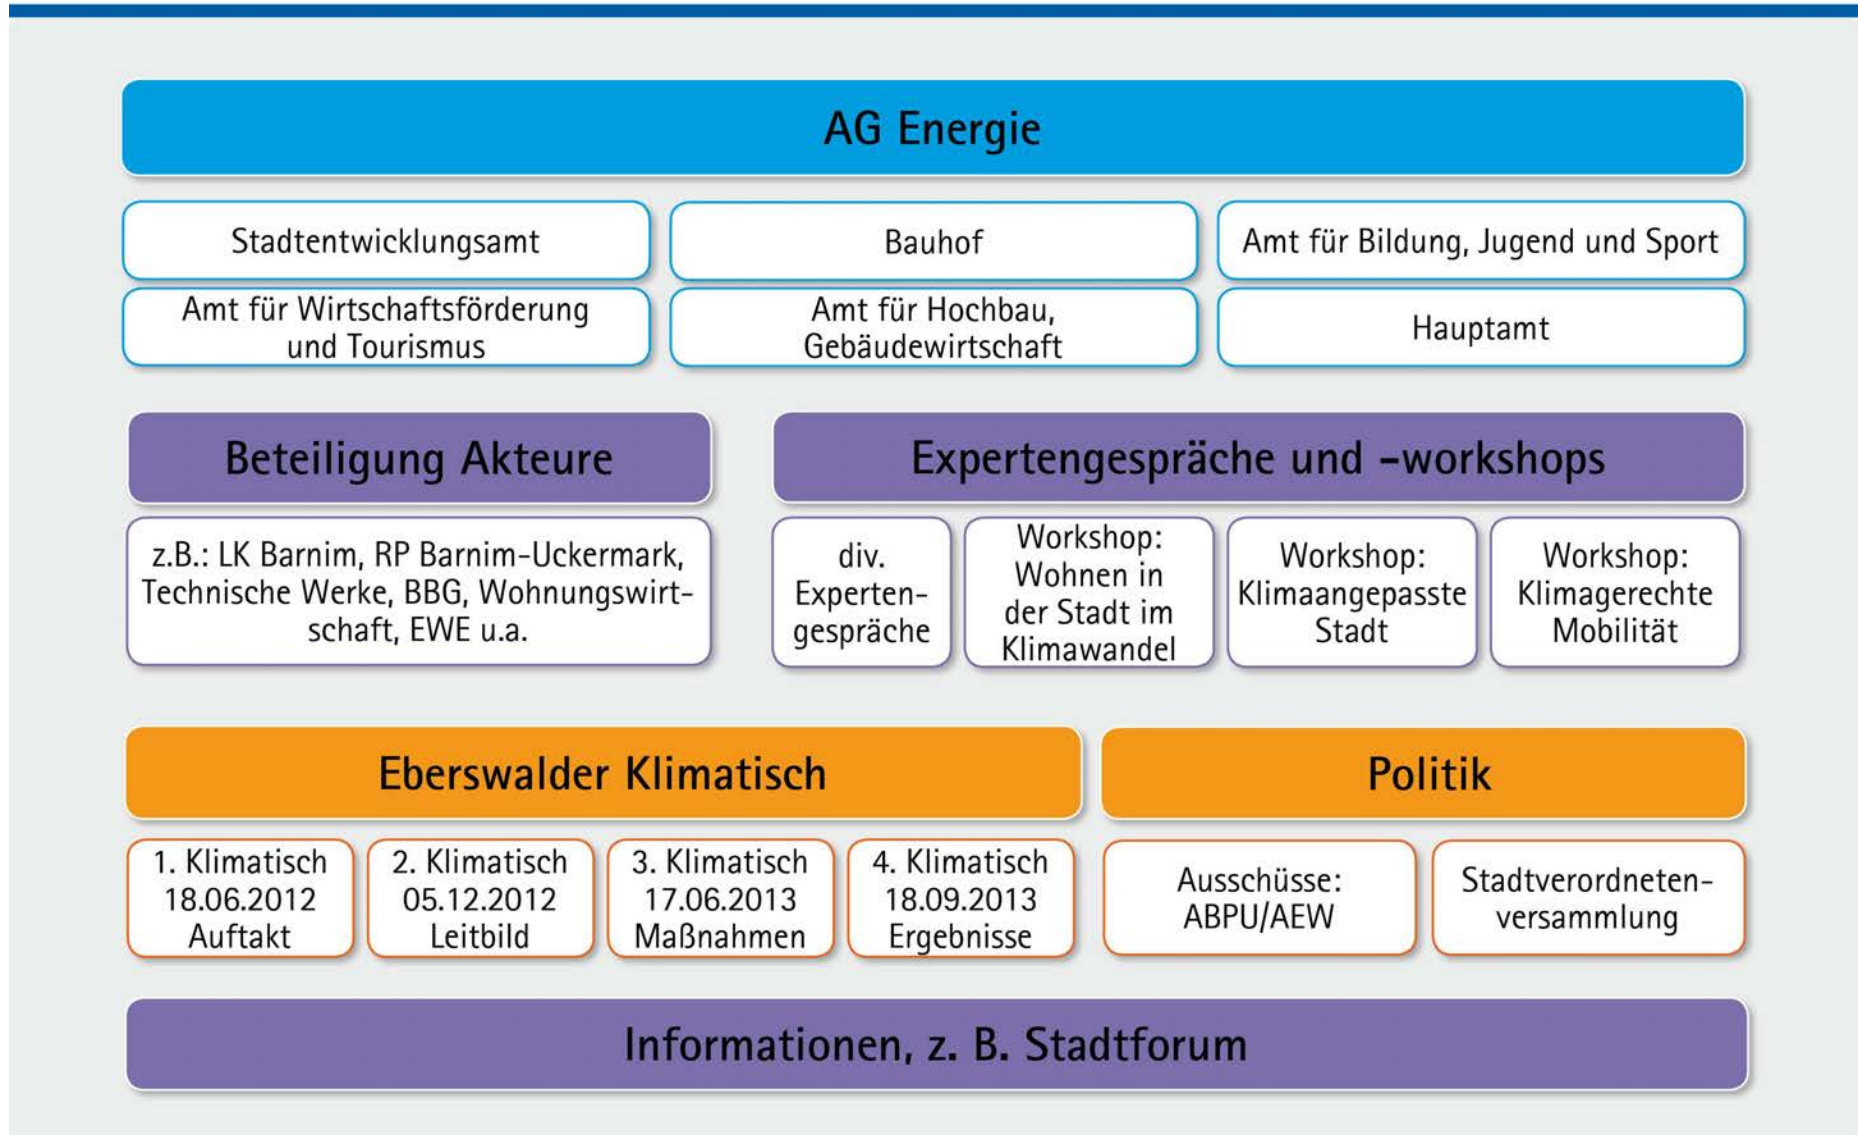 AG Energie
Stadtentwicklungsamt
Bauhof
Amt für Bildung, Jugend und Sport
Amt für Wirtschaftsförderung
und Tourismus
Amt für Hochbau,
Gebäudewirtschaft
Hauptamt
Beteiligung Akteure
z.B.: LK Barnim, RP Barnim-Uckermark,
Technische Werke, BBG, Wohnungswirt-
schaft, EWE u.a.
Expertengespräche und -workshops
div.
Experten-
gespräche
Workshop:
Wohnen in
der Stadt im
Klimawandel
Workshop:
Klimaangepasste
Stadt
Workshop:
Klimagerechte
Mobilität
Eberswalder Klimatisch
1. Klimatisch
18.06.2012
Auftakt
2. Klimatisch
05.12.2012
Leitbild
3. Klimatisch
17.06.2013
Maßnahmen
4. Klimatisch
18.09.2013
Ergebnisse
Politik
Ausschüsse:
ABPU/AEW
Stadtverordneten-
versammlung
Informationen, z. B. Stadtforum